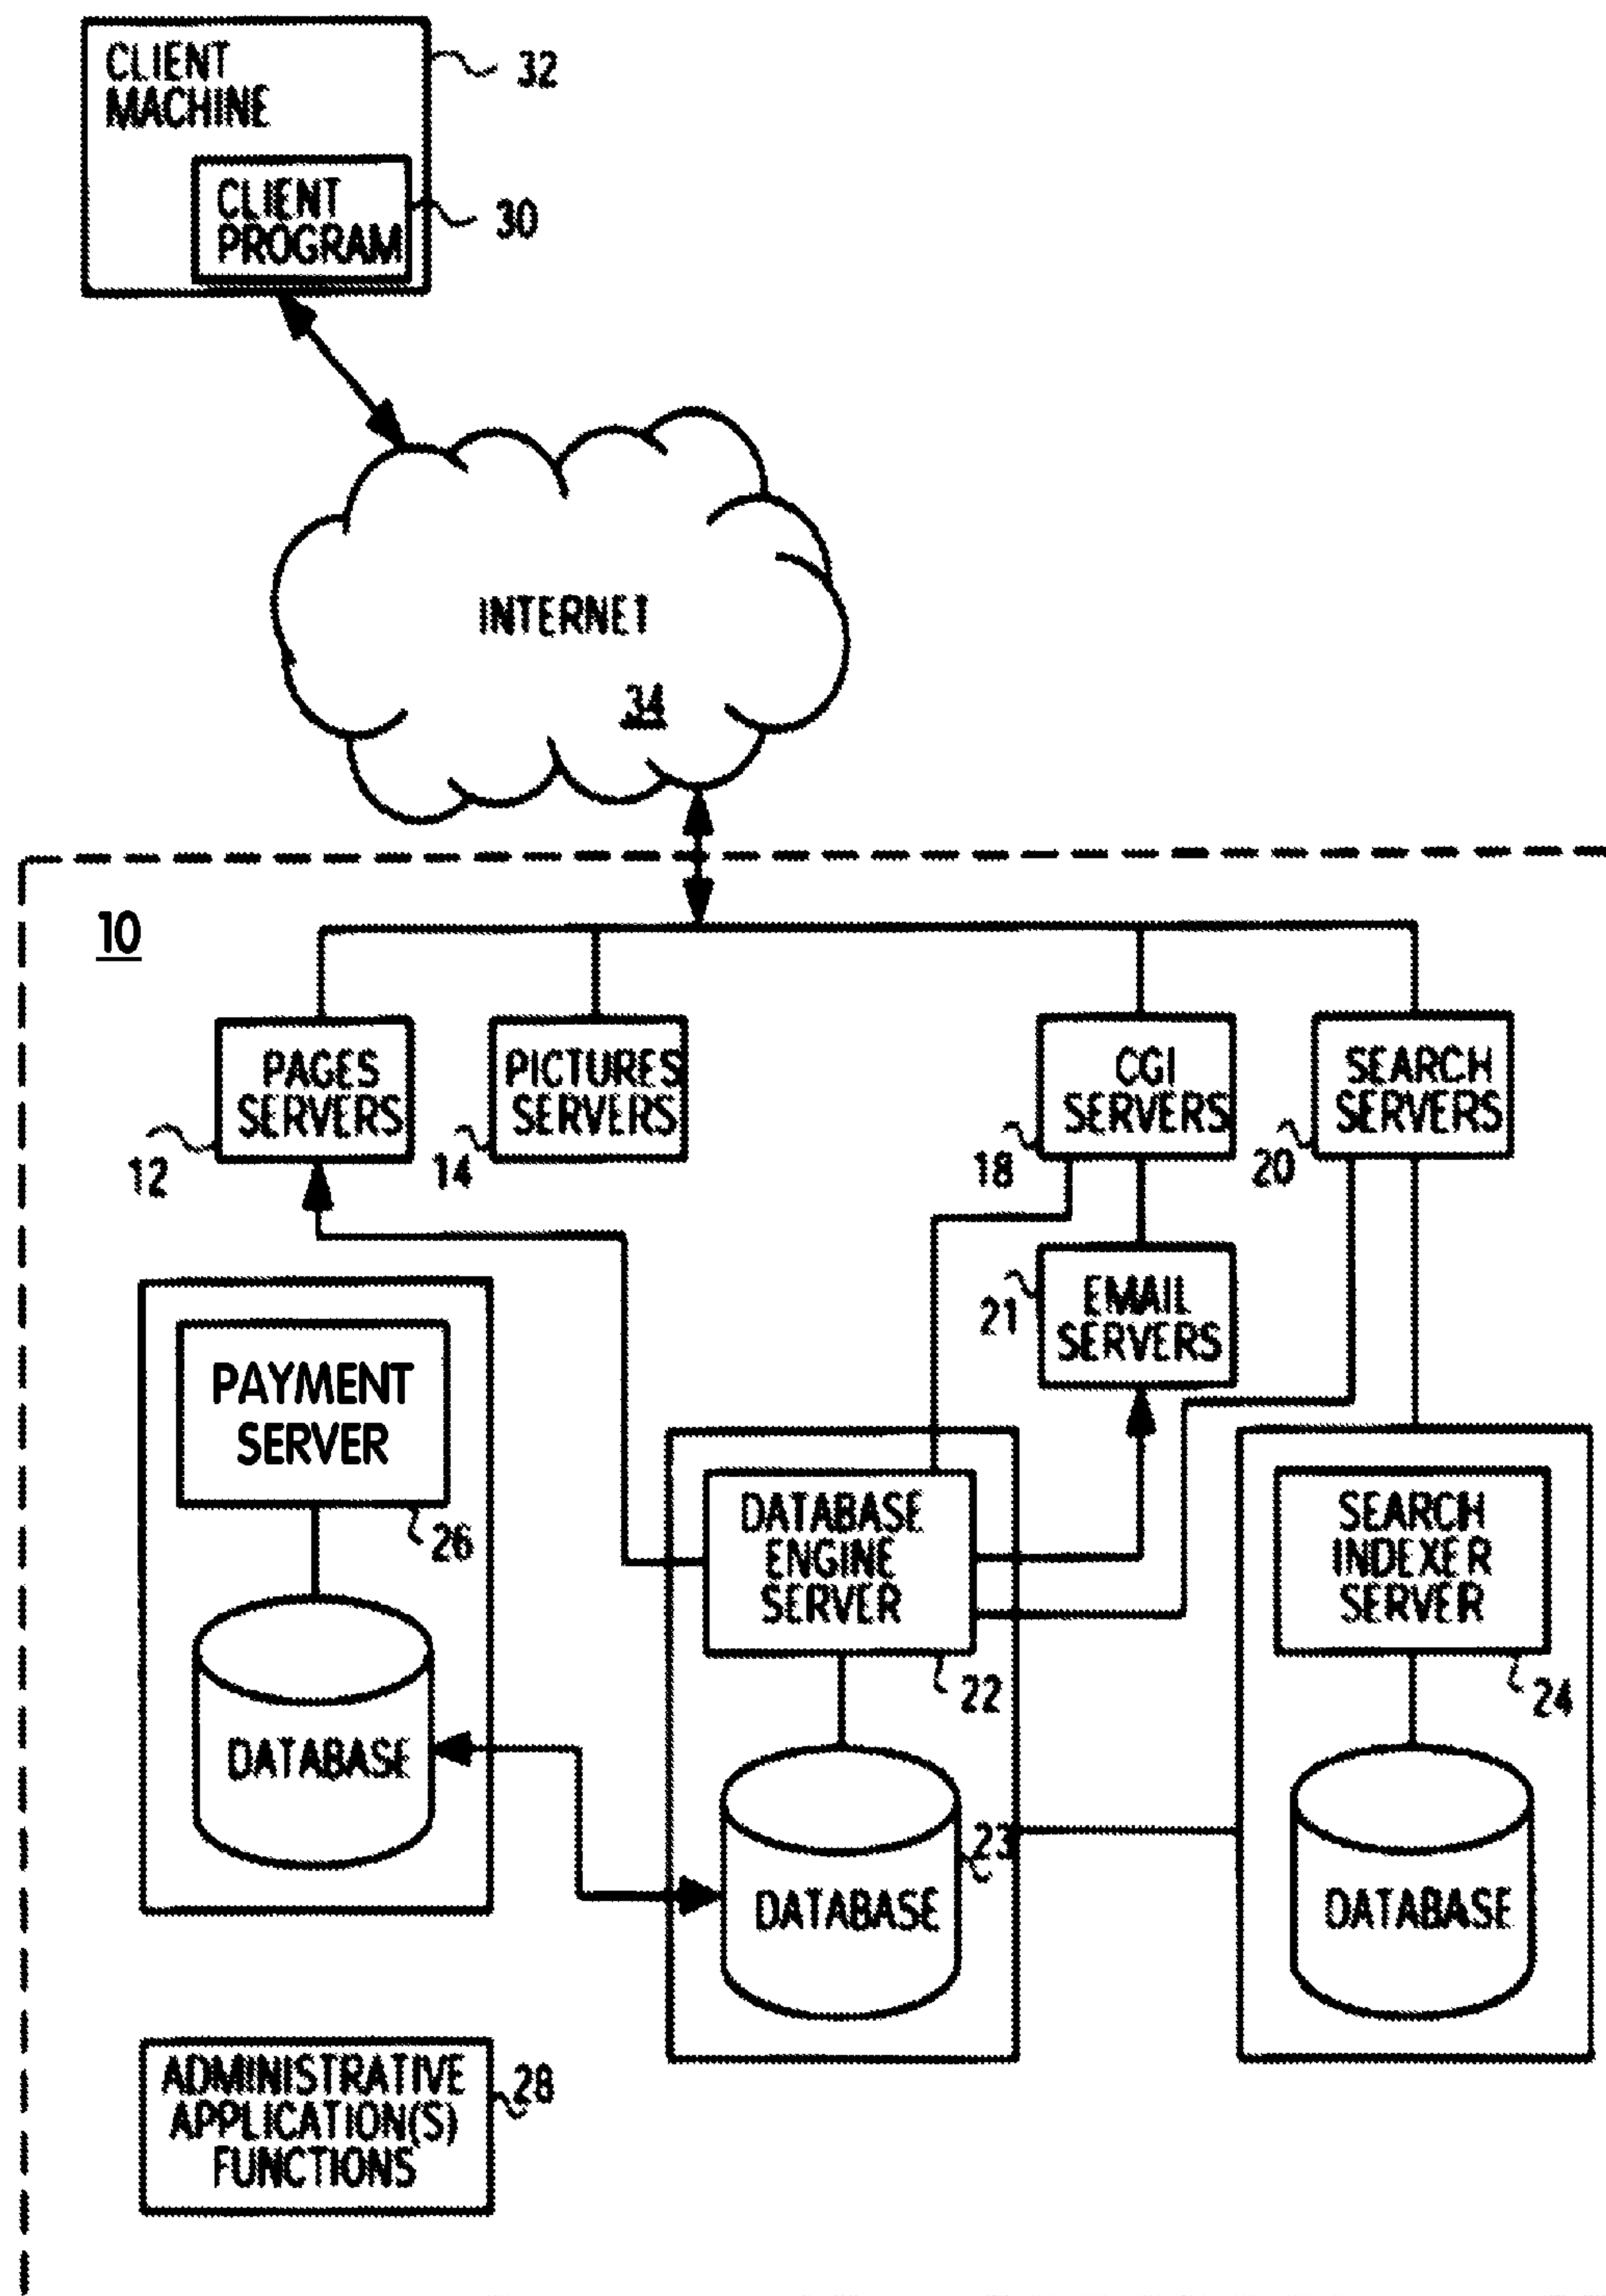 CLIENT
MACHINE
32
CLIENT
PROGRAM
30
INTERNET
34
10
PAGES
SERVERS
12
PICTURES
SERVERS
14
CGI
SERVERS
18
SEARCH
SERVERS
20
EMAIL
SERVERS
21
PAYMENT
SERVER
26
DATABASE
DATABASE
ENGINE
SERVER
22
DATABASE
23
SEARCH
INDEXER
SERVER
24
DATABASE
ADMINISTRATIVE
APPLICATION(S)
FUNCTIONS
28